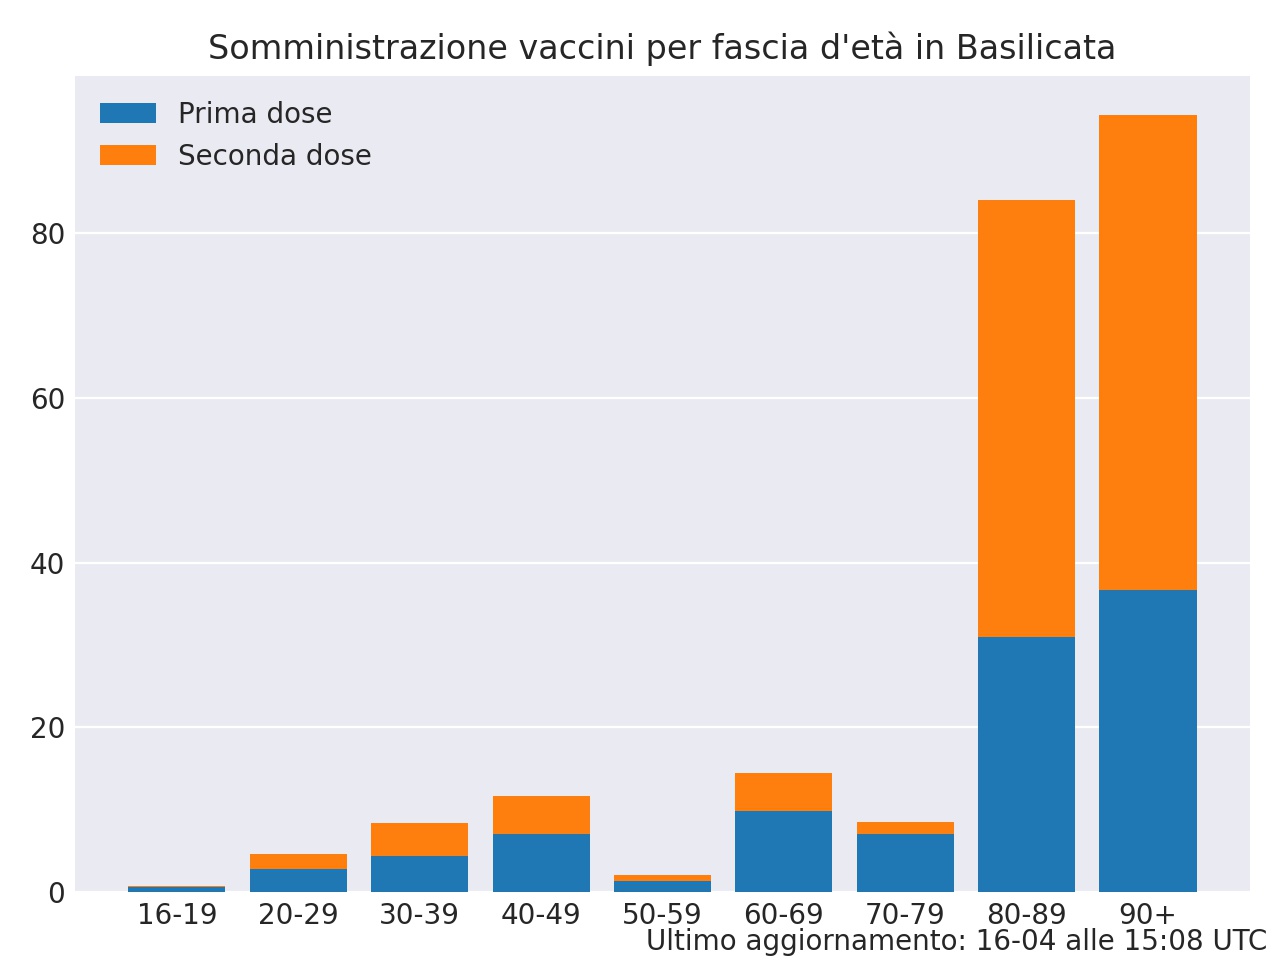 Somministrazione vaccini per fascia d'età in Basilicata
Prima dose
Seconda dose
80
60
40
20
0
16-19 20-29 30-39 40-49 50-59 60-69 70-79 80-89 90+
Ultimo aggiornamento: 16-04 alle 15:08 UTC